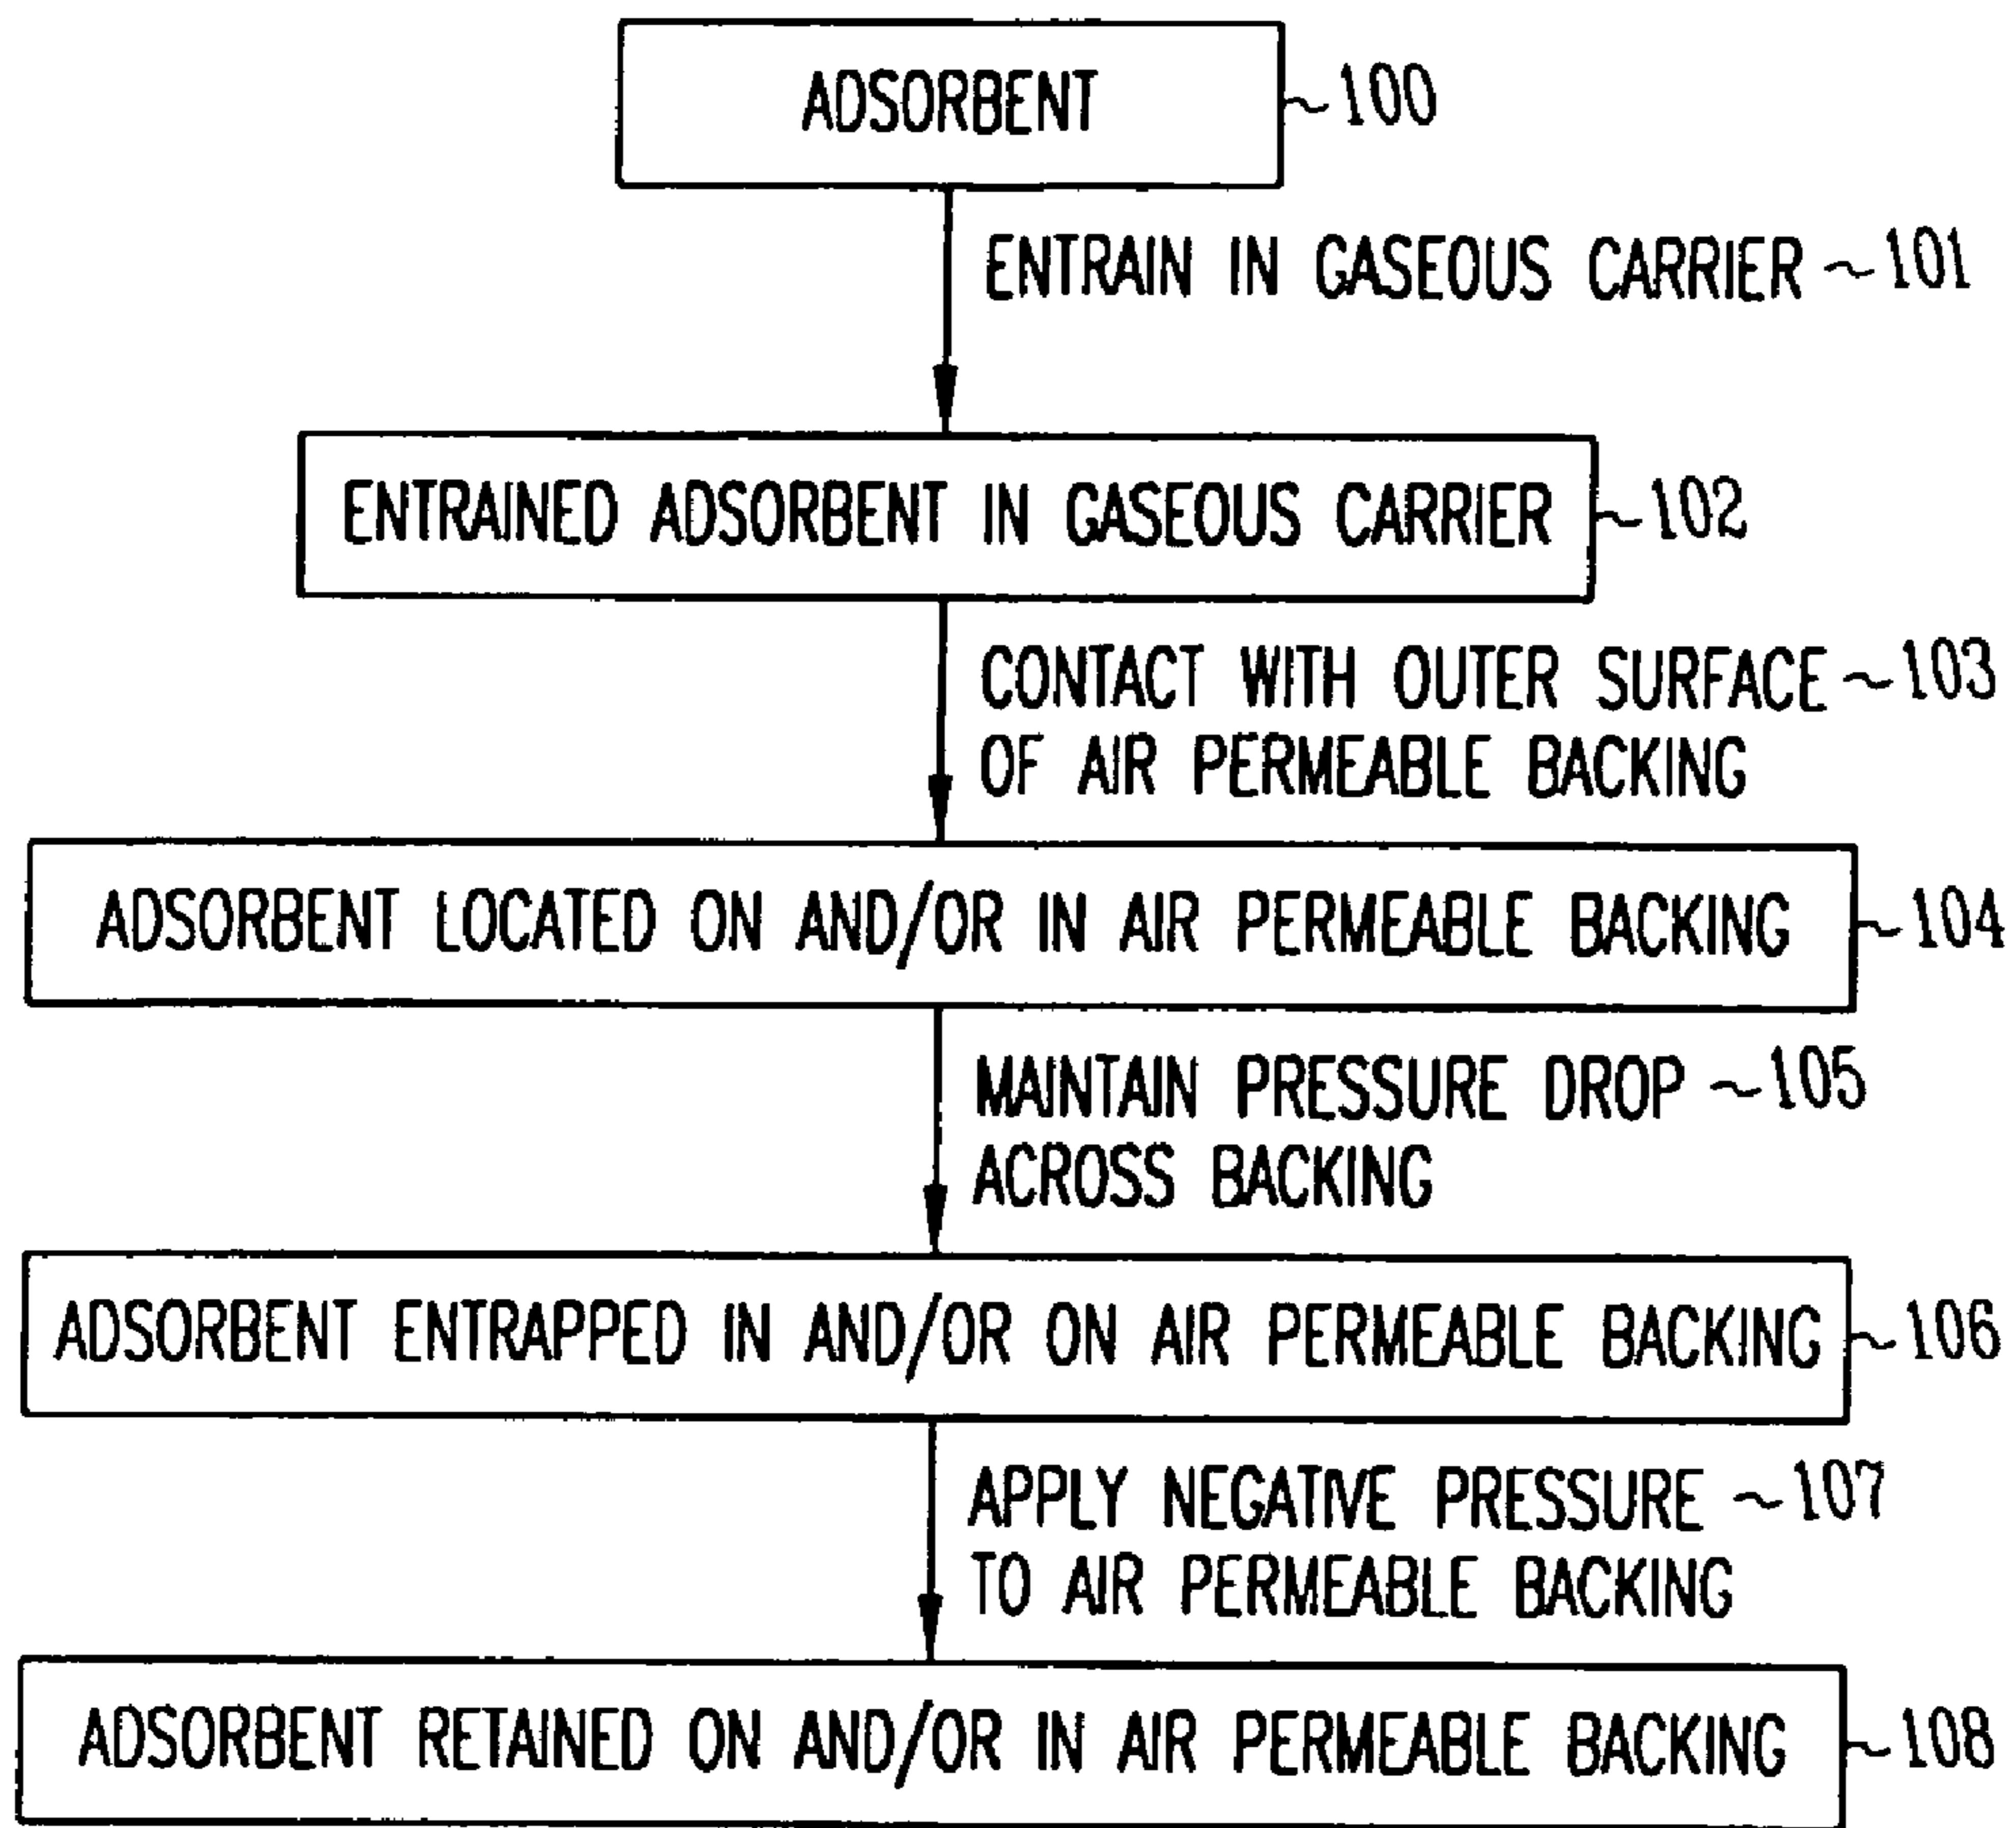 ADSORBENT ~100
ENTRAIN IN GASEOUS CARRIER ~101
ENTRAINED ADSORBENT IN GASEOUS CARRIER ~102
CONTACT WITH OUTER SURFACE ~103
OF AIR PERMEABLE BACKING
ADSORBENT LOCATED ON AND/OR IN AIR PERMEABLE BACKING ~104
MAINTAIN PRESSURE DROP ~105
ACROSS BACKING
ADSORBENT ENTRAPPED IN AND/OR ON AIR PERMEABLE BACKING ~106
APPLY NEGATIVE PRESSURE ~107
TO AIR PERMEABLE BACKING
ADSORBENT RETAINED ON AND/OR IN AIR PERMEABLE BACKING ~108